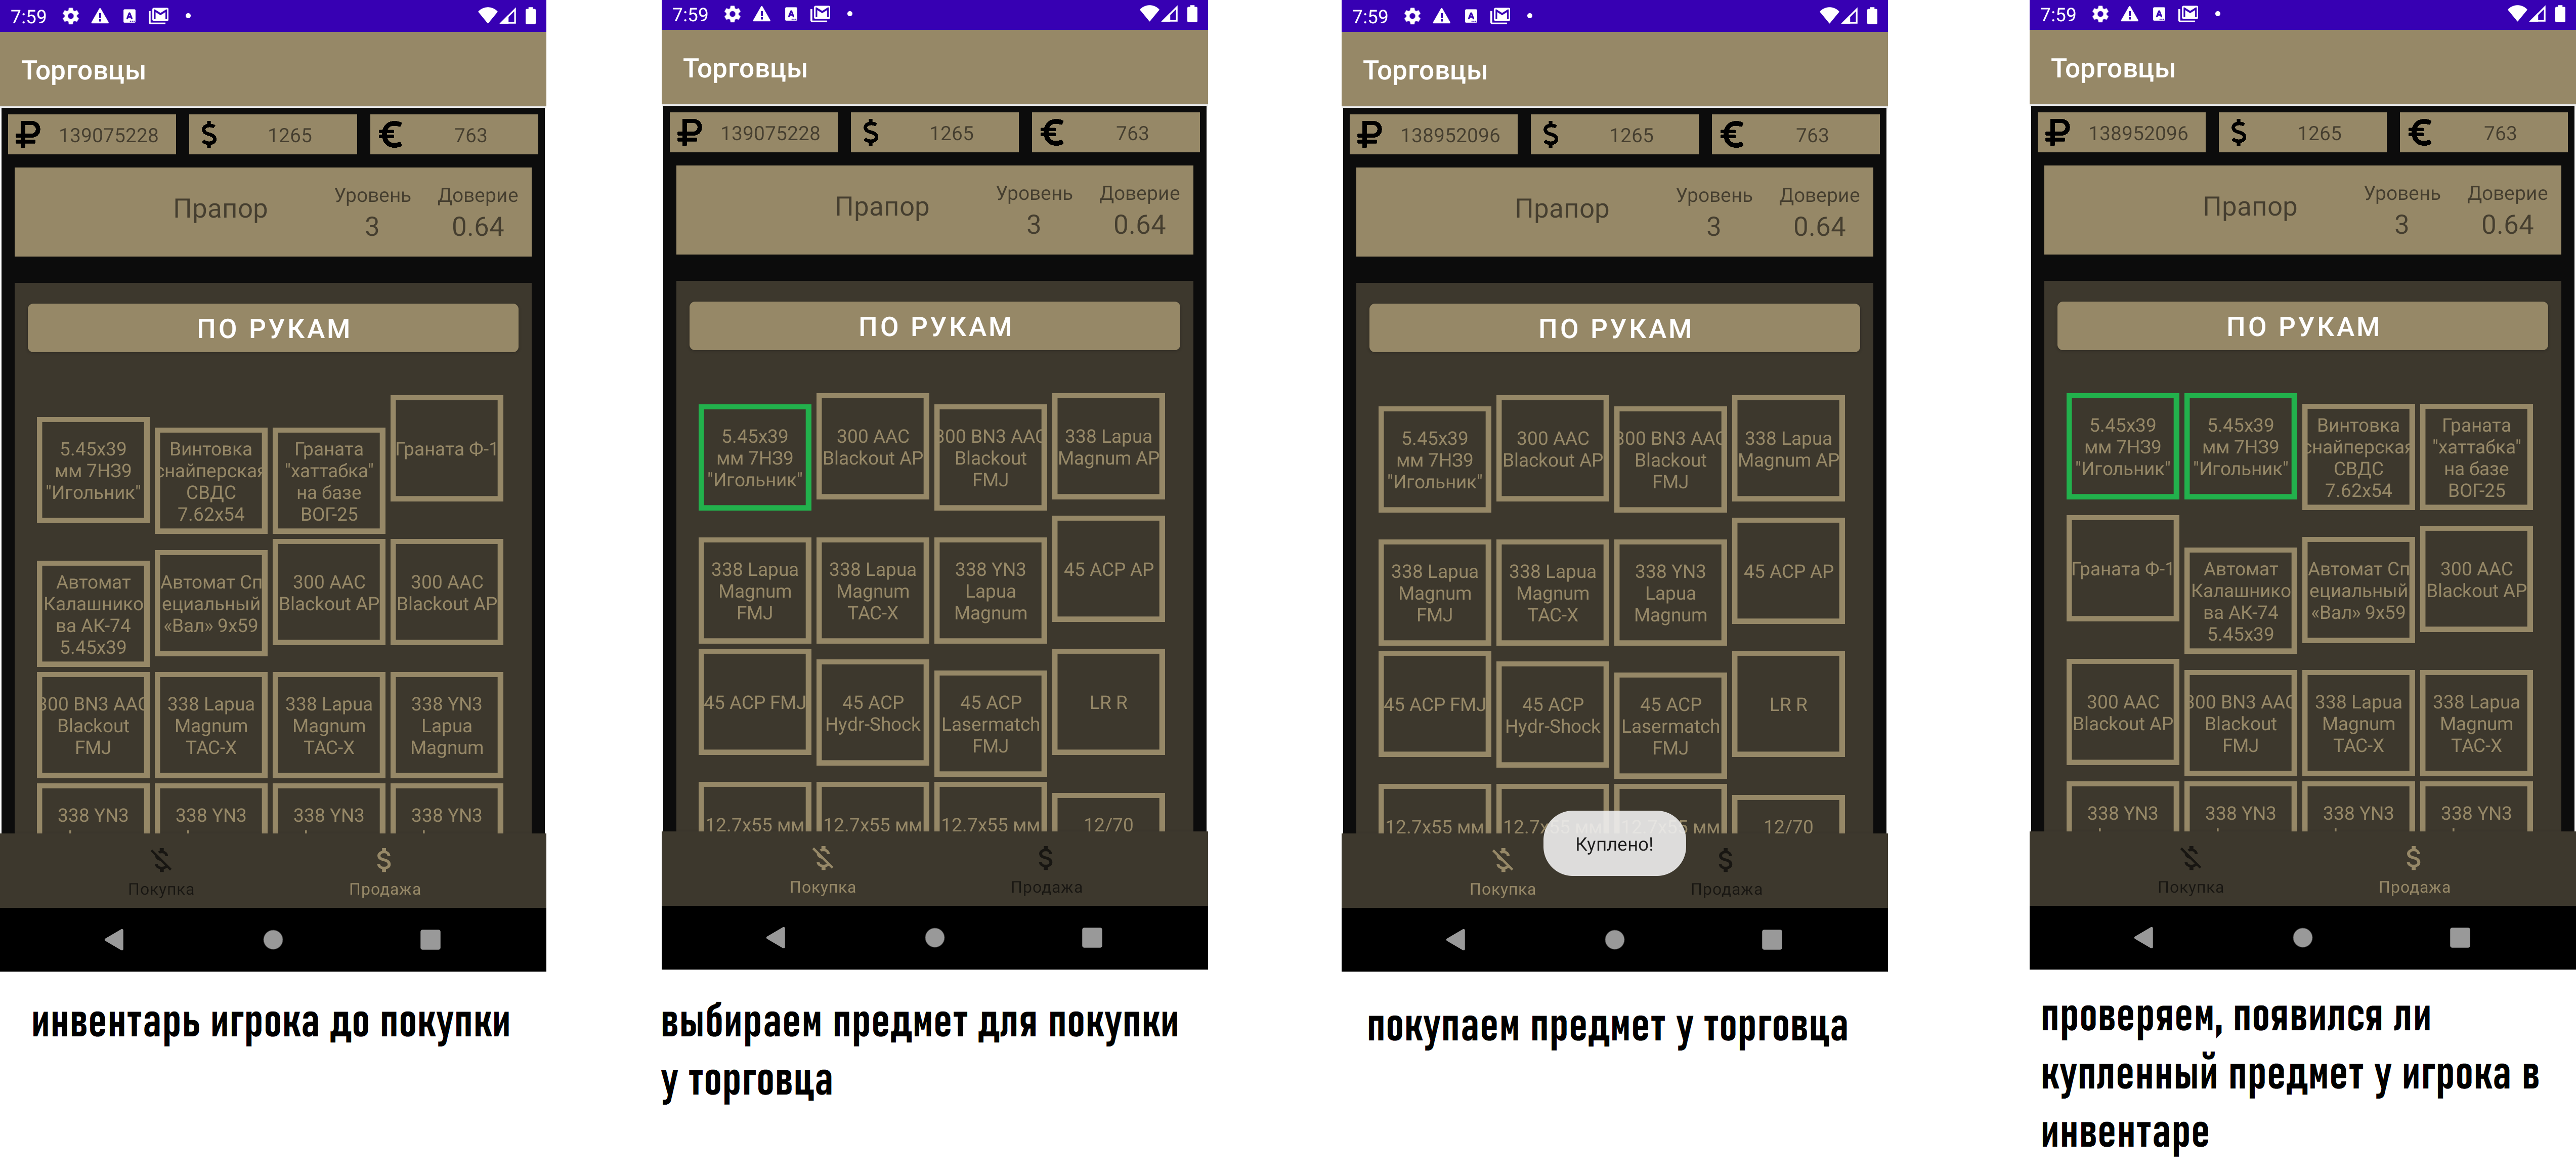 7:59
Торговцы
139075228
1265
763
Прапор
Уровень
3
Доверие
0.64
ПО РУКАМ
5.45x39
мм 7Н39
"Игольник"
Винтовка
снайперская
СВДС
7.62x54
Граната
"хаттабка"
на базе
ВОГ-25
Граната Ф-1
Автомат
Калашнико
ва АК-74
5.45x39
Автомат Сп
ециальный
«Вал» 9x59
300 AAC
Blackout AP
300 AAC
Blackout AP
300 BN3 AAC
Blackout
FMJ
338 Lapua
Magnum
TAC-X
338 Lapua
Magnum
TAC-X
338 YN3
Lapua
Magnum
338 YN3
338 YN3
338 YN3
338 YN3
Покупка
Продажа
инвентарь игрока до покупки
7:59
Торговцы
139075228
1265
763
Прапор
Уровень
3
Доверие
0.64
ПО РУКАМ
5.45x39
мм 7Н39
"Игольник"
300 AAC
Blackout AP
300 BN3 AAC
Blackout
FMJ
338 Lapua
Magnum AP
338 Lapua
Magnum
FMJ
338 Lapua
Magnum
TAC-X
338 YN3
Lapua
Magnum
45 ACP AP
45 ACP FMJ
45 ACP
Hydr-Shock
45 ACP
Lasermatch
FMJ
LR R
12.7x55 мм
12.7x55 мм
12.7x55 мм
12/70
Покупка
Продажа
выбираем предмет для покупки
у торговца
7:59
Торговцы
138952096
1265
763
Прапор
Уровень
3
Доверие
0.64
ПО РУКАМ
5.45x39
мм 7Н39
"Игольник"
300 AAC
Blackout AP
300 BN3 AAC
Blackout
FMJ
338 Lapua
Magnum AP
338 Lapua
Magnum
FMJ
338 Lapua
Magnum
TAC-X
338 YN3
Lapua
Magnum
45 ACP AP
45 ACP FMJ
45 ACP
Hydr-Shock
45 ACP
Lasermatch
FMJ
LR R
12.7x55 мм
12.7x55 мм
12.7x55 мм
12/70
Куплено!
Покупка
Продажа
покупаем предмет у торговца
7:59
Торговцы
138952096
1265
763
Прапор
Уровень
3
Доверие
0.64
ПО РУКАМ
5.45x39
мм 7Н39
"Игольник"
5.45x39
мм 7Н39
"Игольник"
Винтовка
снайперская
СВДС
7.62x54
Граната
"хаттабка"
на базе
ВОГ-25
Граната Ф-1
Автомат
Калашнико
ва АК-74
5.45x39
Автомат Сп
ециальный
«Вал» 9x59
300 AAC
Blackout AP
300 AAC
Blackout AP
300 BN3 AAC
Blackout
FMJ
338 Lapua
Magnum
TAC-X
338 Lapua
Magnum
TAC-X
338 YN3
338 YN3
338 YN3
338 YN3
Покупка
Продажа
проверяем, появился ли
купленный предмет у игрока в
инвентаре